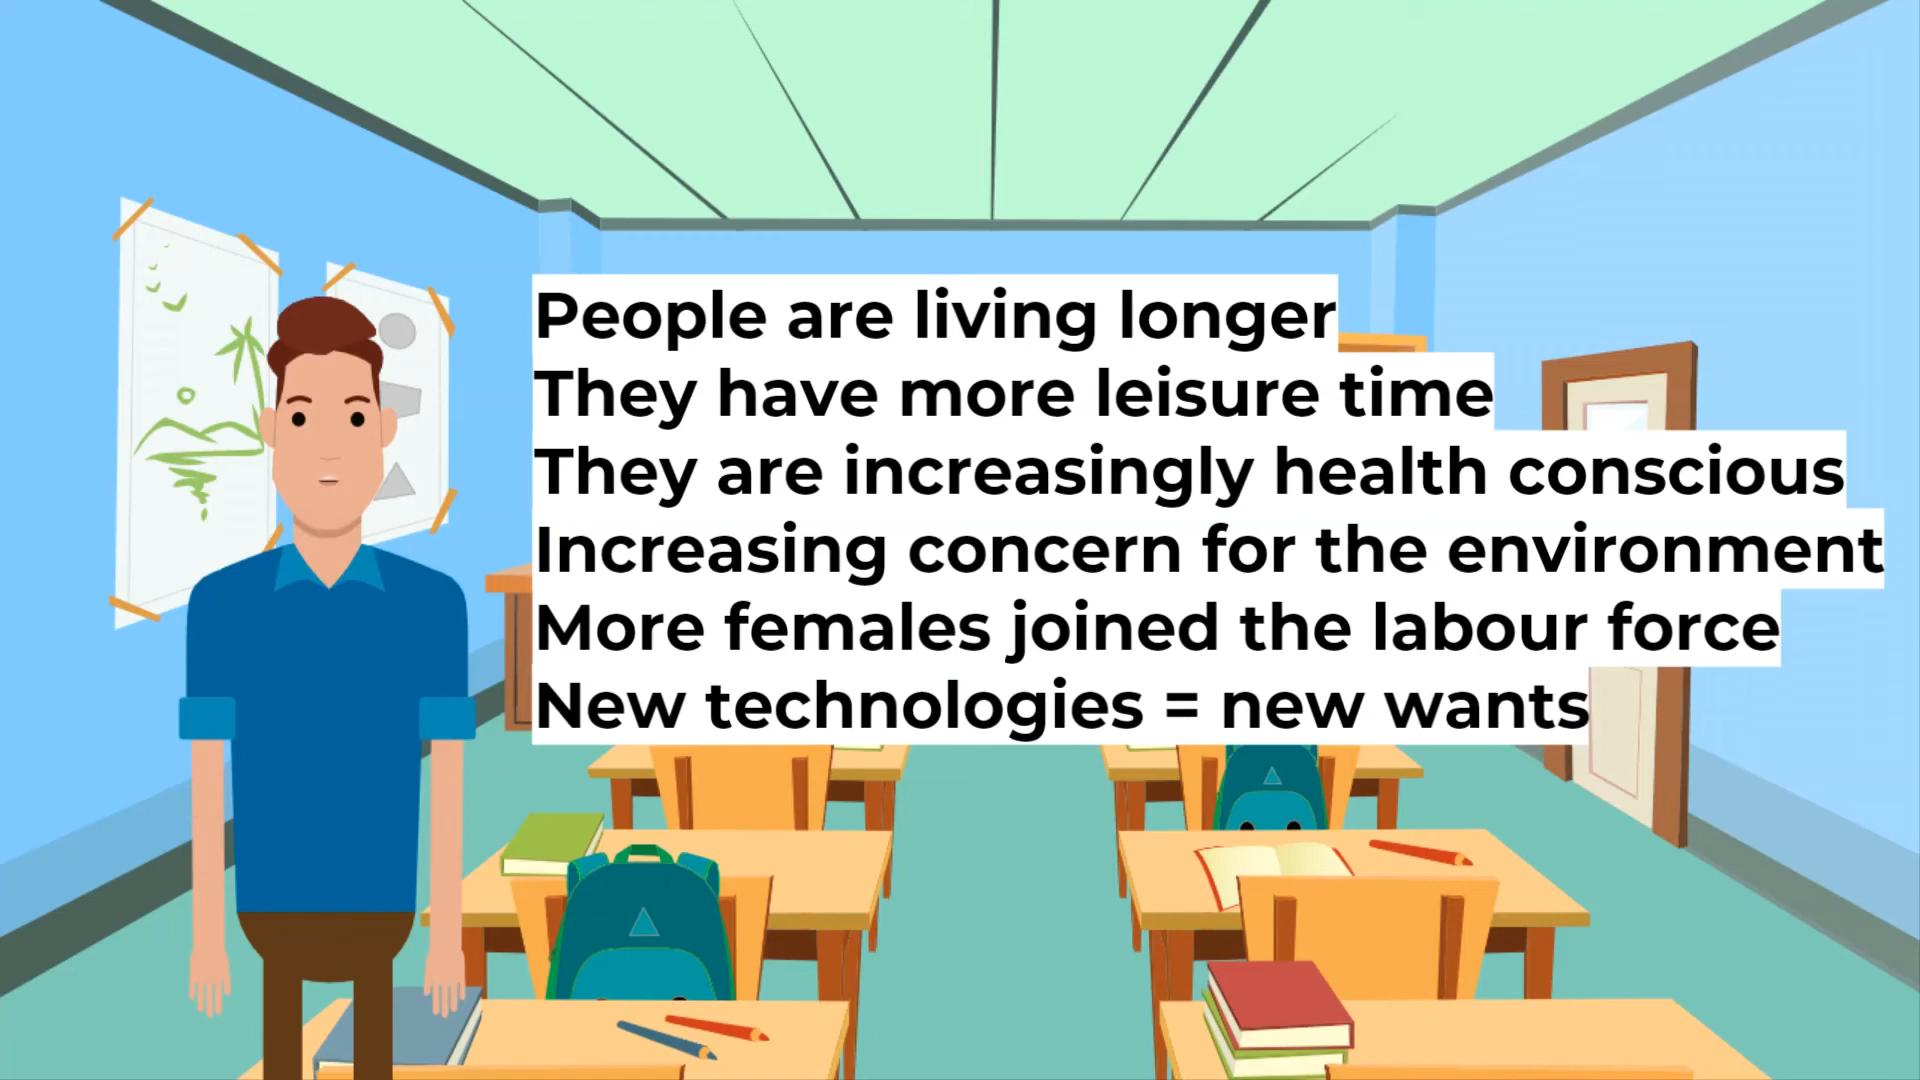 People are living longer
They have more leisure time
They are increasingly health conscious
Increasing concern for the environment
More females joined the labour force
New technologies = new wants